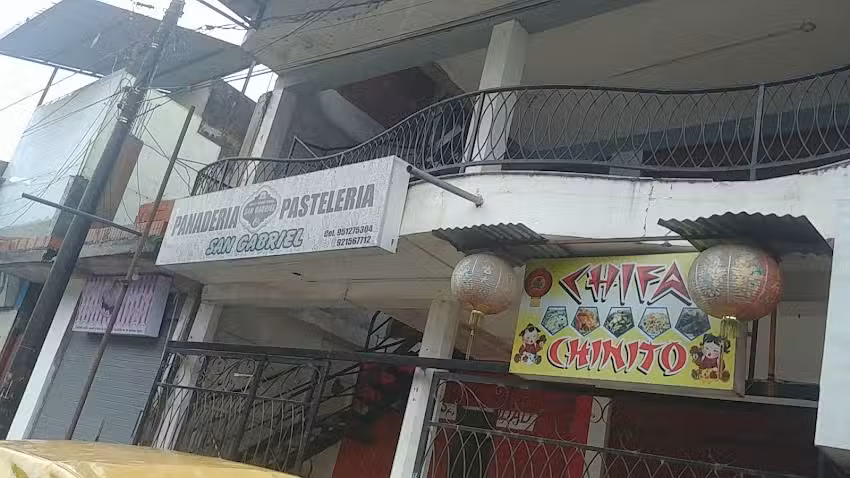 PANADERIA PASTELERIA
SAN GABRIEL
Cel. 951275304
921567712
CHIFA
CHINITO